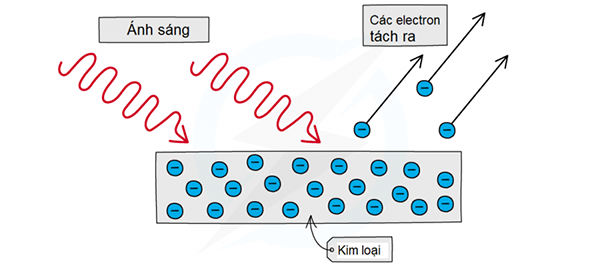 Ánh sáng
Các electron
tách ra
Kim loại